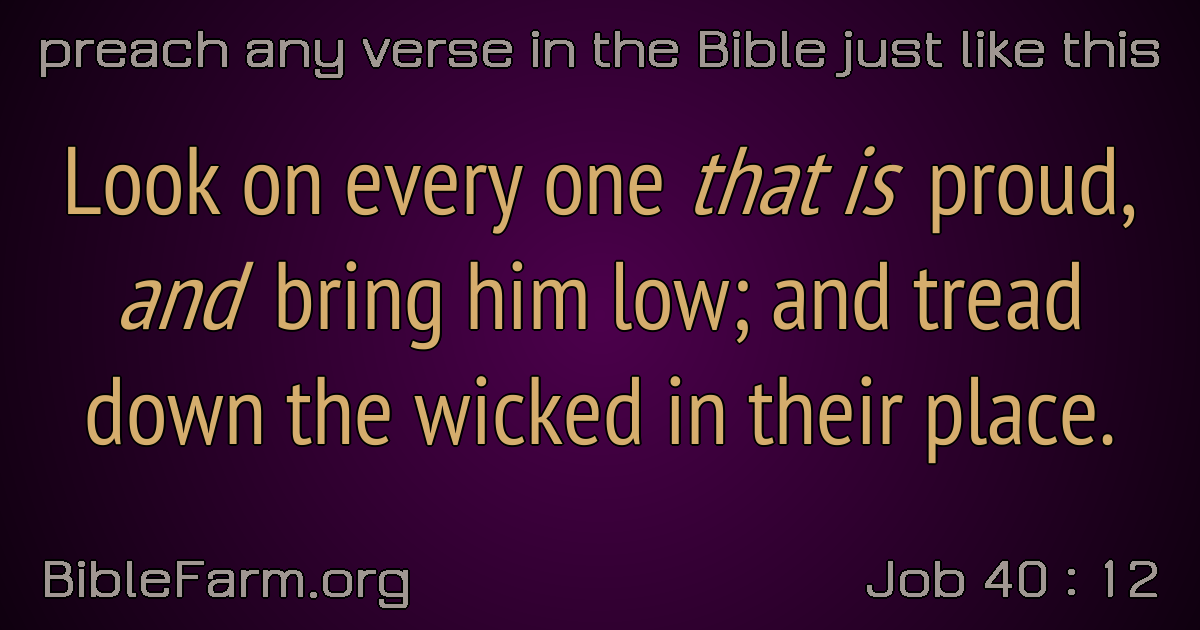 preach any verse in the Bible just like this
Look on every one that is proud,
and bring him low; and tread
down the wicked in their place.
BibleFarm.org
Job 40 : 12